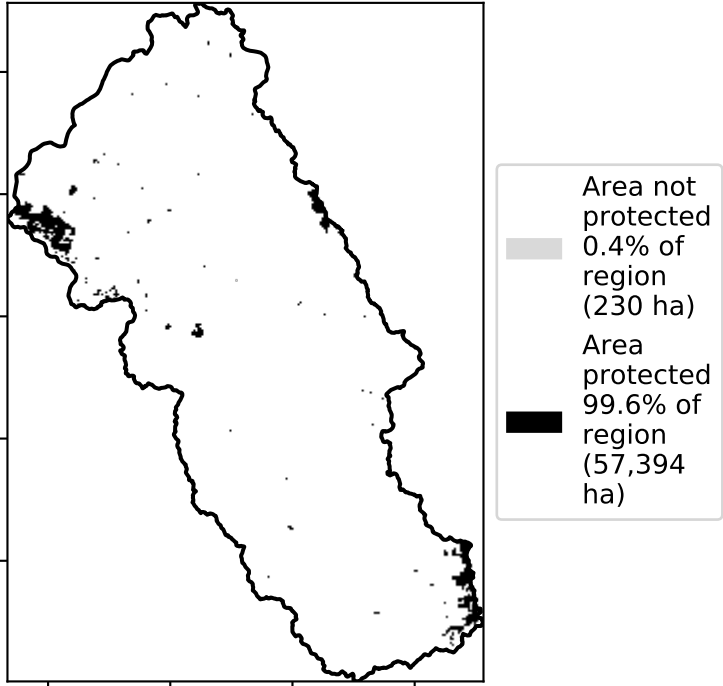 Area not
protected
0.4% of
region
(230 ha)
Area
protected
99.6% of
region
(57,394
ha)